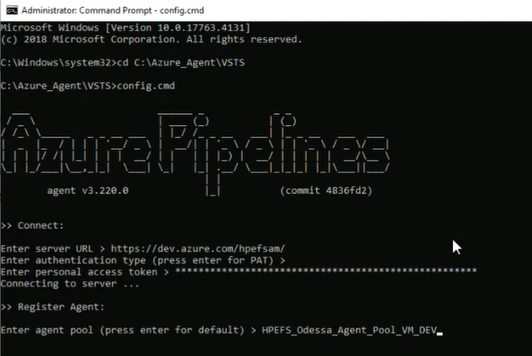 Administrator: Command Prompt - config.cmd
Microsoft Windows [Version 10.0.17763.4131]
(c) 2018 Microsoft Corporation. All rights reserved.
C:\Windows\system32>cd C:\Azure_Agent\VSTS
C:\Azure_Agent\VSTS>config.cmd
AzurePipelines
agent v3.220.0 (commit 4836fd2)
>> Connect:
Enter server URL > https://dev.azure.com/hpefsam/
Enter authentication type (press enter for PAT) >
Enter personal access token > ****************************************************
Connecting to server ...
>> Register Agent:
Enter agent pool (press enter for default) > HPEFS_Odessa_Agent_Pool_VM_DEV